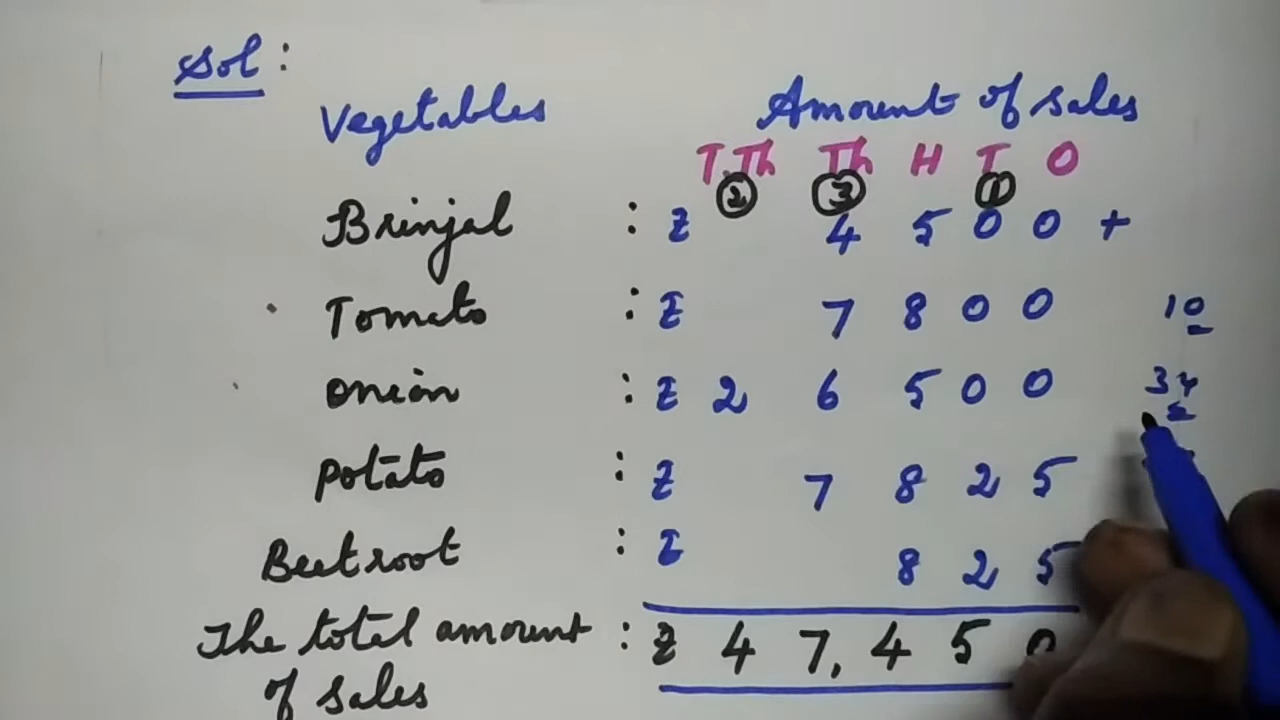 Sol :
Vegetables Amount of sales
T.Th Th H T O
2 3 1
Brinjal : ₹ 4 5 0 0 +
Tomato : ₹ 7 8 0 0 10
Onion : ₹ 2 6 5 0 0 34
Potato : ₹ 7 8 2 5
Beetroot : ₹ 8 2 5
The total amount : ₹ 4 7, 4 5 0
of sales